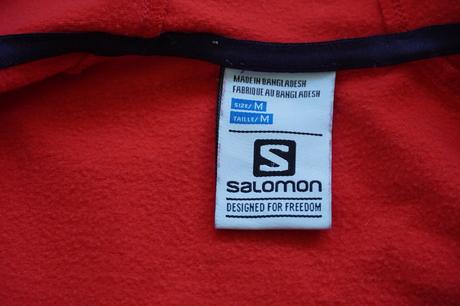 MADE IN BANGLADESH
FABRIQUE AU BANGLADESH
SIZE/ M
TAILLE/ M
S
SALOMON
DESIGNED FOR FREEDOM